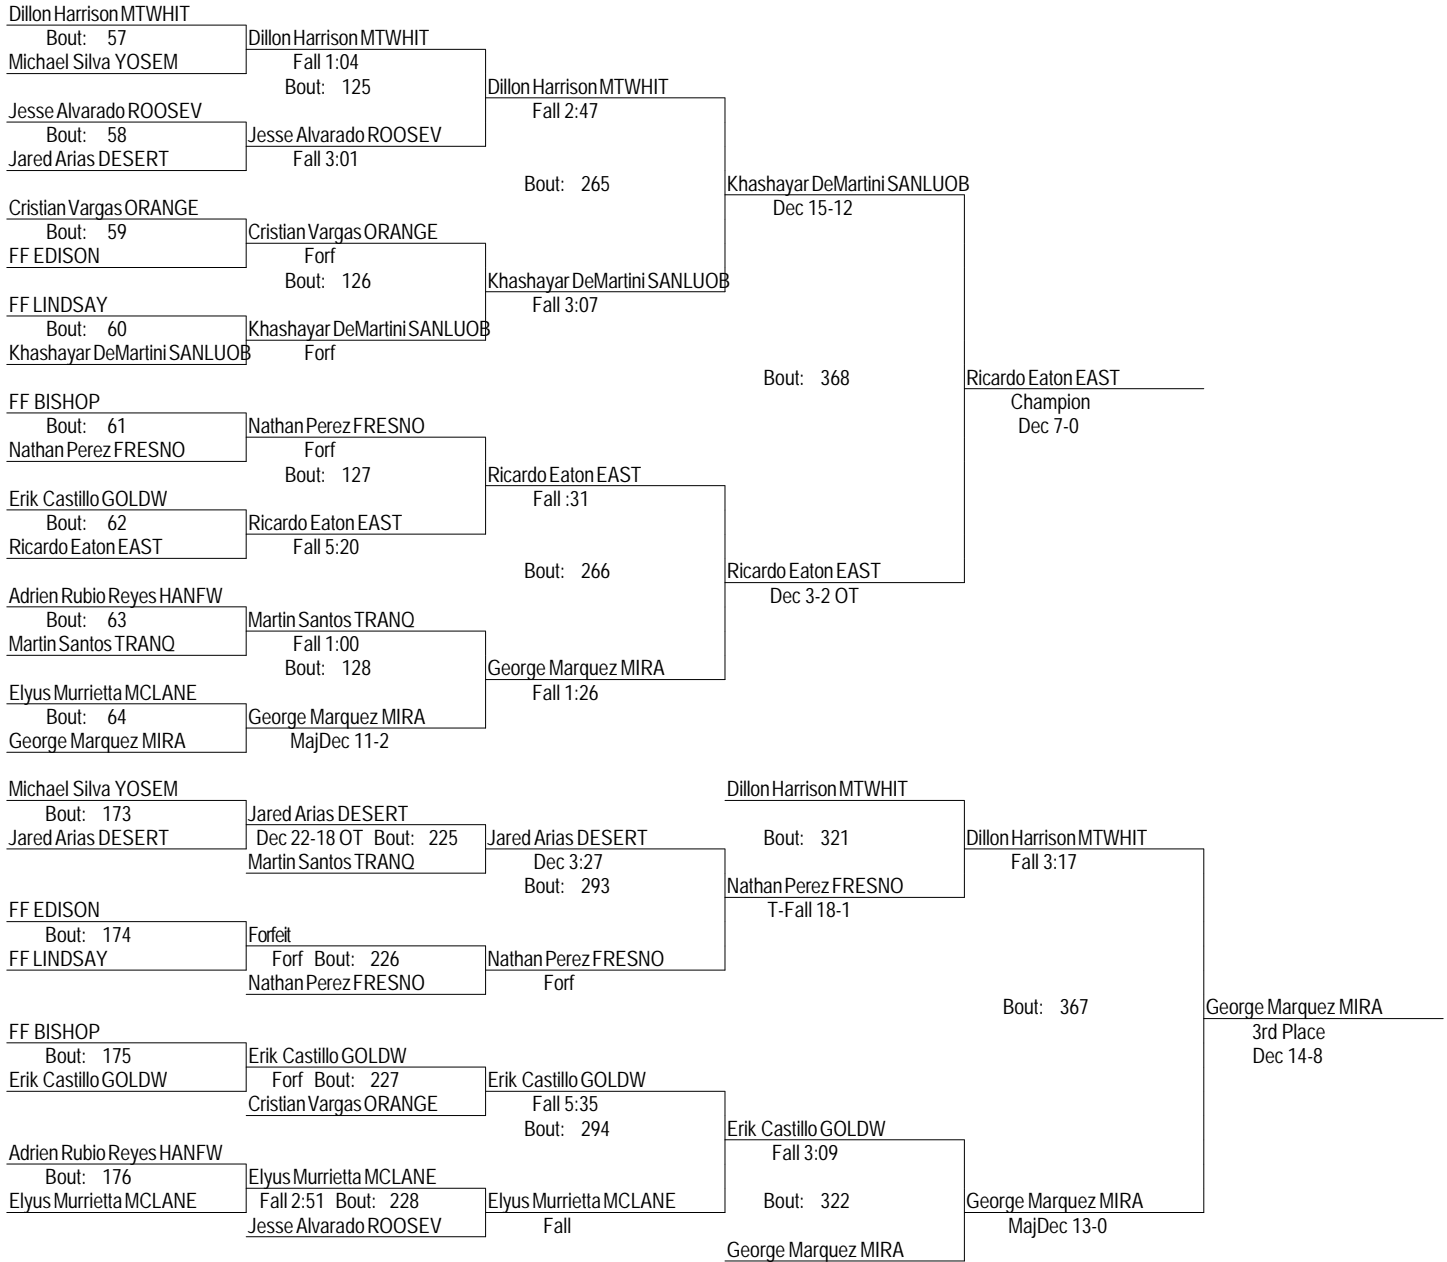 Dillon Harrison MTWHIT
Bout: 57
Dillon Harrison MTWHIT
Michael Silva YOSEM
Fall 1:04
Bout: 125
Dillon Harrison MTWHIT
Jesse Alvarado ROOSEV
Fall 2:47
Bout: 58
Jesse Alvarado ROOSEV
Jared Arias DESERT
Fall 3:01
Bout: 265
Khashayar DeMartini SANLUOB
Cristian Vargas ORANGE
Dec 15-12
Bout: 59
Cristian Vargas ORANGE
FF EDISON
Forf
Bout: 126
Khashayar DeMartini SANLUOB
FF LINDSAY
Fall 3:07
Bout: 60
Khashayar DeMartini SANLUOB
Khashayar DeMartini SANLUOB
Forf
Bout: 368
Ricardo Eaton EAST
FF BISHOP
Champion
Bout: 61
Nathan Perez FRESNO
Dec 7-0
Nathan Perez FRESNO
Forf
Bout: 127
Ricardo Eaton EAST
Erik Castillo GOLDW
Fall :31
Bout: 62
Ricardo Eaton EAST
Ricardo Eaton EAST
Fall 5:20
Bout: 266
Ricardo Eaton EAST
Adrien Rubio Reyes HANFW
Dec 3-2 OT
Bout: 63
Martin Santos TRANQ
Martin Santos TRANQ
Fall 1:00
Bout: 128
George Marquez MIRA
Elyus Murrietta MCLANE
Fall 1:26
Bout: 64
George Marquez MIRA
George Marquez MIRA
MajDec 11-2
Michael Silva YOSEM
Dillon Harrison MTWHIT
Bout: 173
Jared Arias DESERT
Jared Arias DESERT
Dec 22-18 OT Bout: 225
Jared Arias DESERT
Bout: 321
Dillon Harrison MTWHIT
Martin Santos TRANQ
Dec 3:27
Fall 3:17
Bout: 293
Nathan Perez FRESNO
FF EDISON
T-Fall 18-1
Bout: 174
Forfeit
FF LINDSAY
Forf Bout: 226
Nathan Perez FRESNO
Nathan Perez FRESNO
Forf
Bout: 367
George Marquez MIRA
FF BISHOP
3rd Place
Bout: 175
Erik Castillo GOLDW
Dec 14-8
Erik Castillo GOLDW
Forf Bout: 227
Erik Castillo GOLDW
Cristian Vargas ORANGE
Fall 5:35
Bout: 294
Erik Castillo GOLDW
Adrien Rubio Reyes HANFW
Fall 3:09
Bout: 176
Elyus Murrietta MCLANE
Elyus Murrietta MCLANE
Fall 2:51 Bout: 228
Elyus Murrietta MCLANE
Bout: 322
George Marquez MIRA
Jesse Alvarado ROOSEV
Fall
MajDec 13-0
George Marquez MIRA